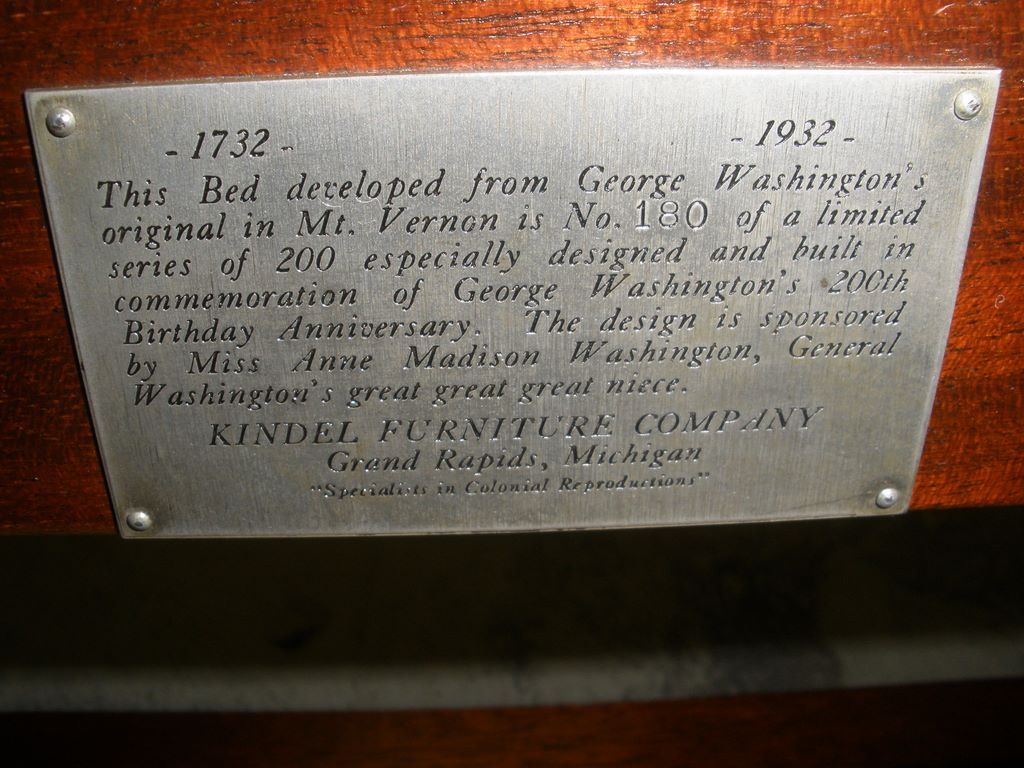 - 1732 - - 1932 -
This Bed developed from George Washington's
original in Mt. Vernon is No. 180 of a limited
series of 200 especially designed and built in
commemoration of George Washington's 200th
Birthday Anniversary. The design is sponsored
by Miss Anne Madison Washington, General
Washington's great great great niece.
KINDEL FURNITURE COMPANY
Grand Rapids, Michigan
"Specialists in Colonial Reproductions"